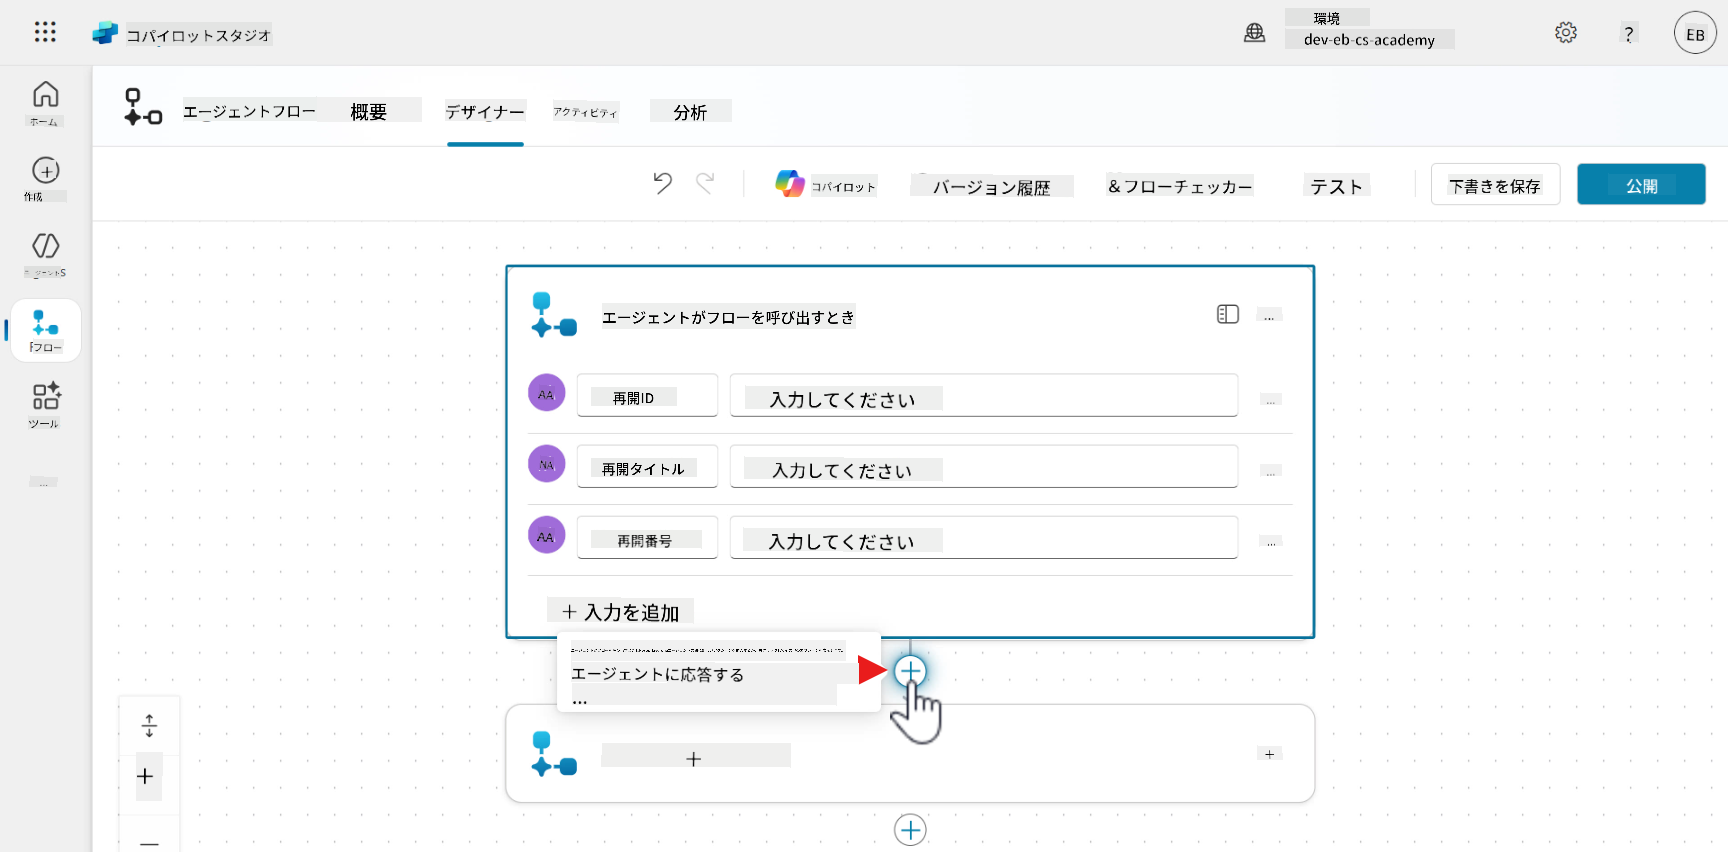 コパイロットスタジオ
環境
dev-eb-cs-academy
?
EB
ホーム
作成
フロー
ツール
...
エージェントフロー
概要
デザイナー
アクティビティ
分析
コパイロット
バージョン履歴
&フローチェッカー
テスト
下書きを保存
公開
エージェントがフローを呼び出すとき
...
AA
再開ID
入力してください
...
AA
再開タイトル
入力してください
...
AA
再開番号
入力してください
...
+ 入力を追加
エージェントに応答する
...
+
+